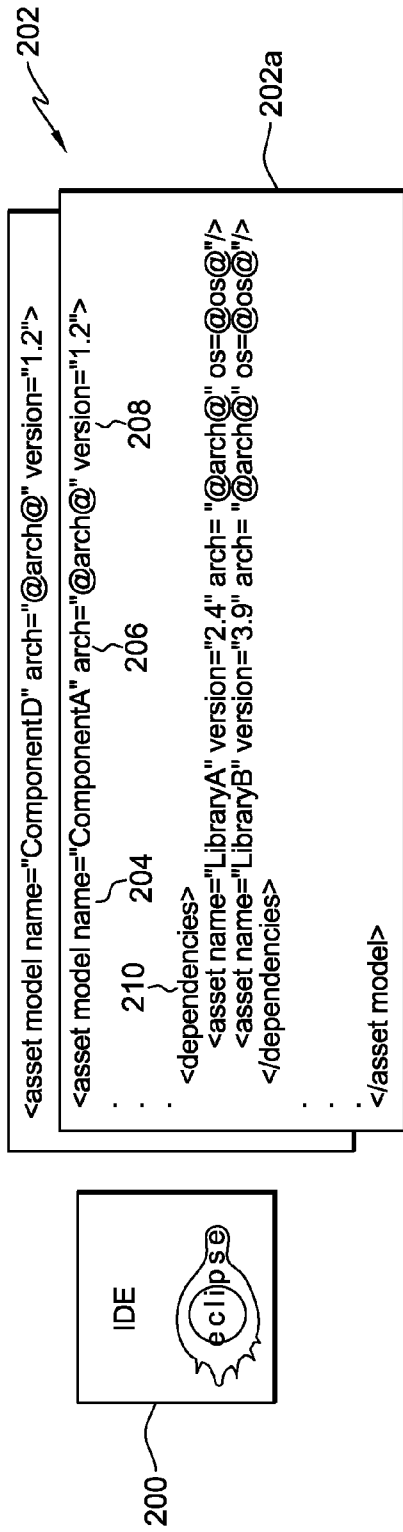 202
<asset model name="ComponentD" arch="@arch@" version="1.2">
202a
<asset model name="ComponentA" arch="@arch@" version="1.2">
204
206
208
.
.
.
210
<dependencies>
<asset name="LibraryA" version="2.4" arch= "@arch@" os=@os@"/>
<asset name="LibraryB" version="3.9" arch= "@arch@" os=@os@"/>
</dependencies>
.
.
.
</asset model>
IDE
eclipse
200